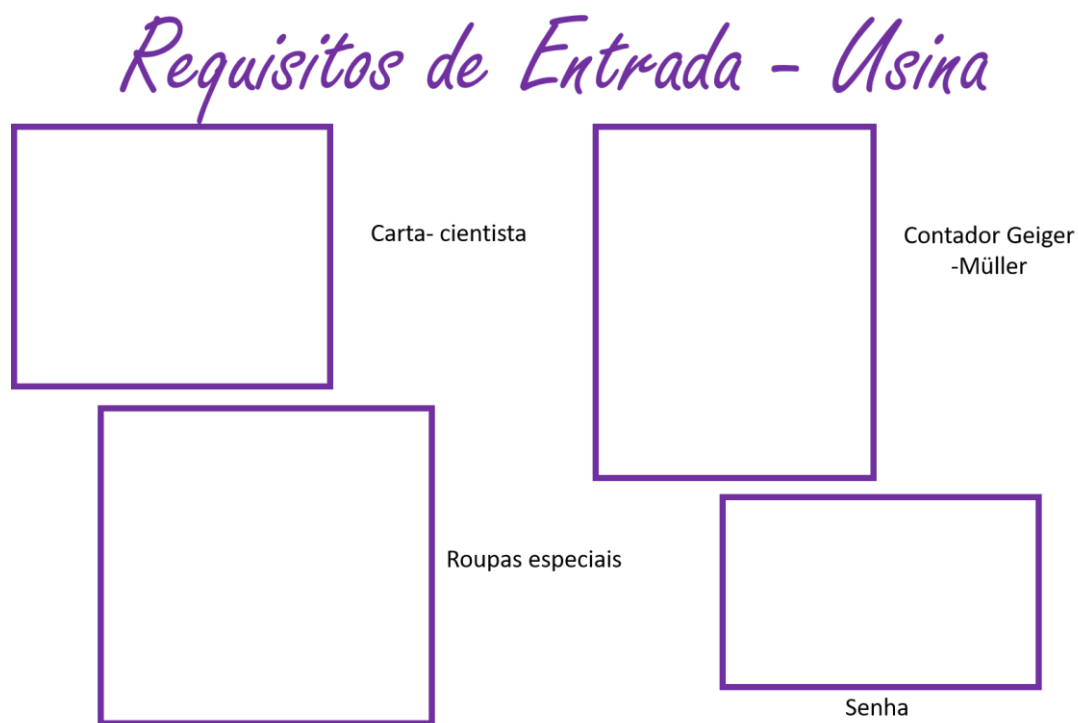 Requisitos de Entrada - Usina
Carta- cientista
Contador Geiger
-Müller
Roupas especiais
Senha